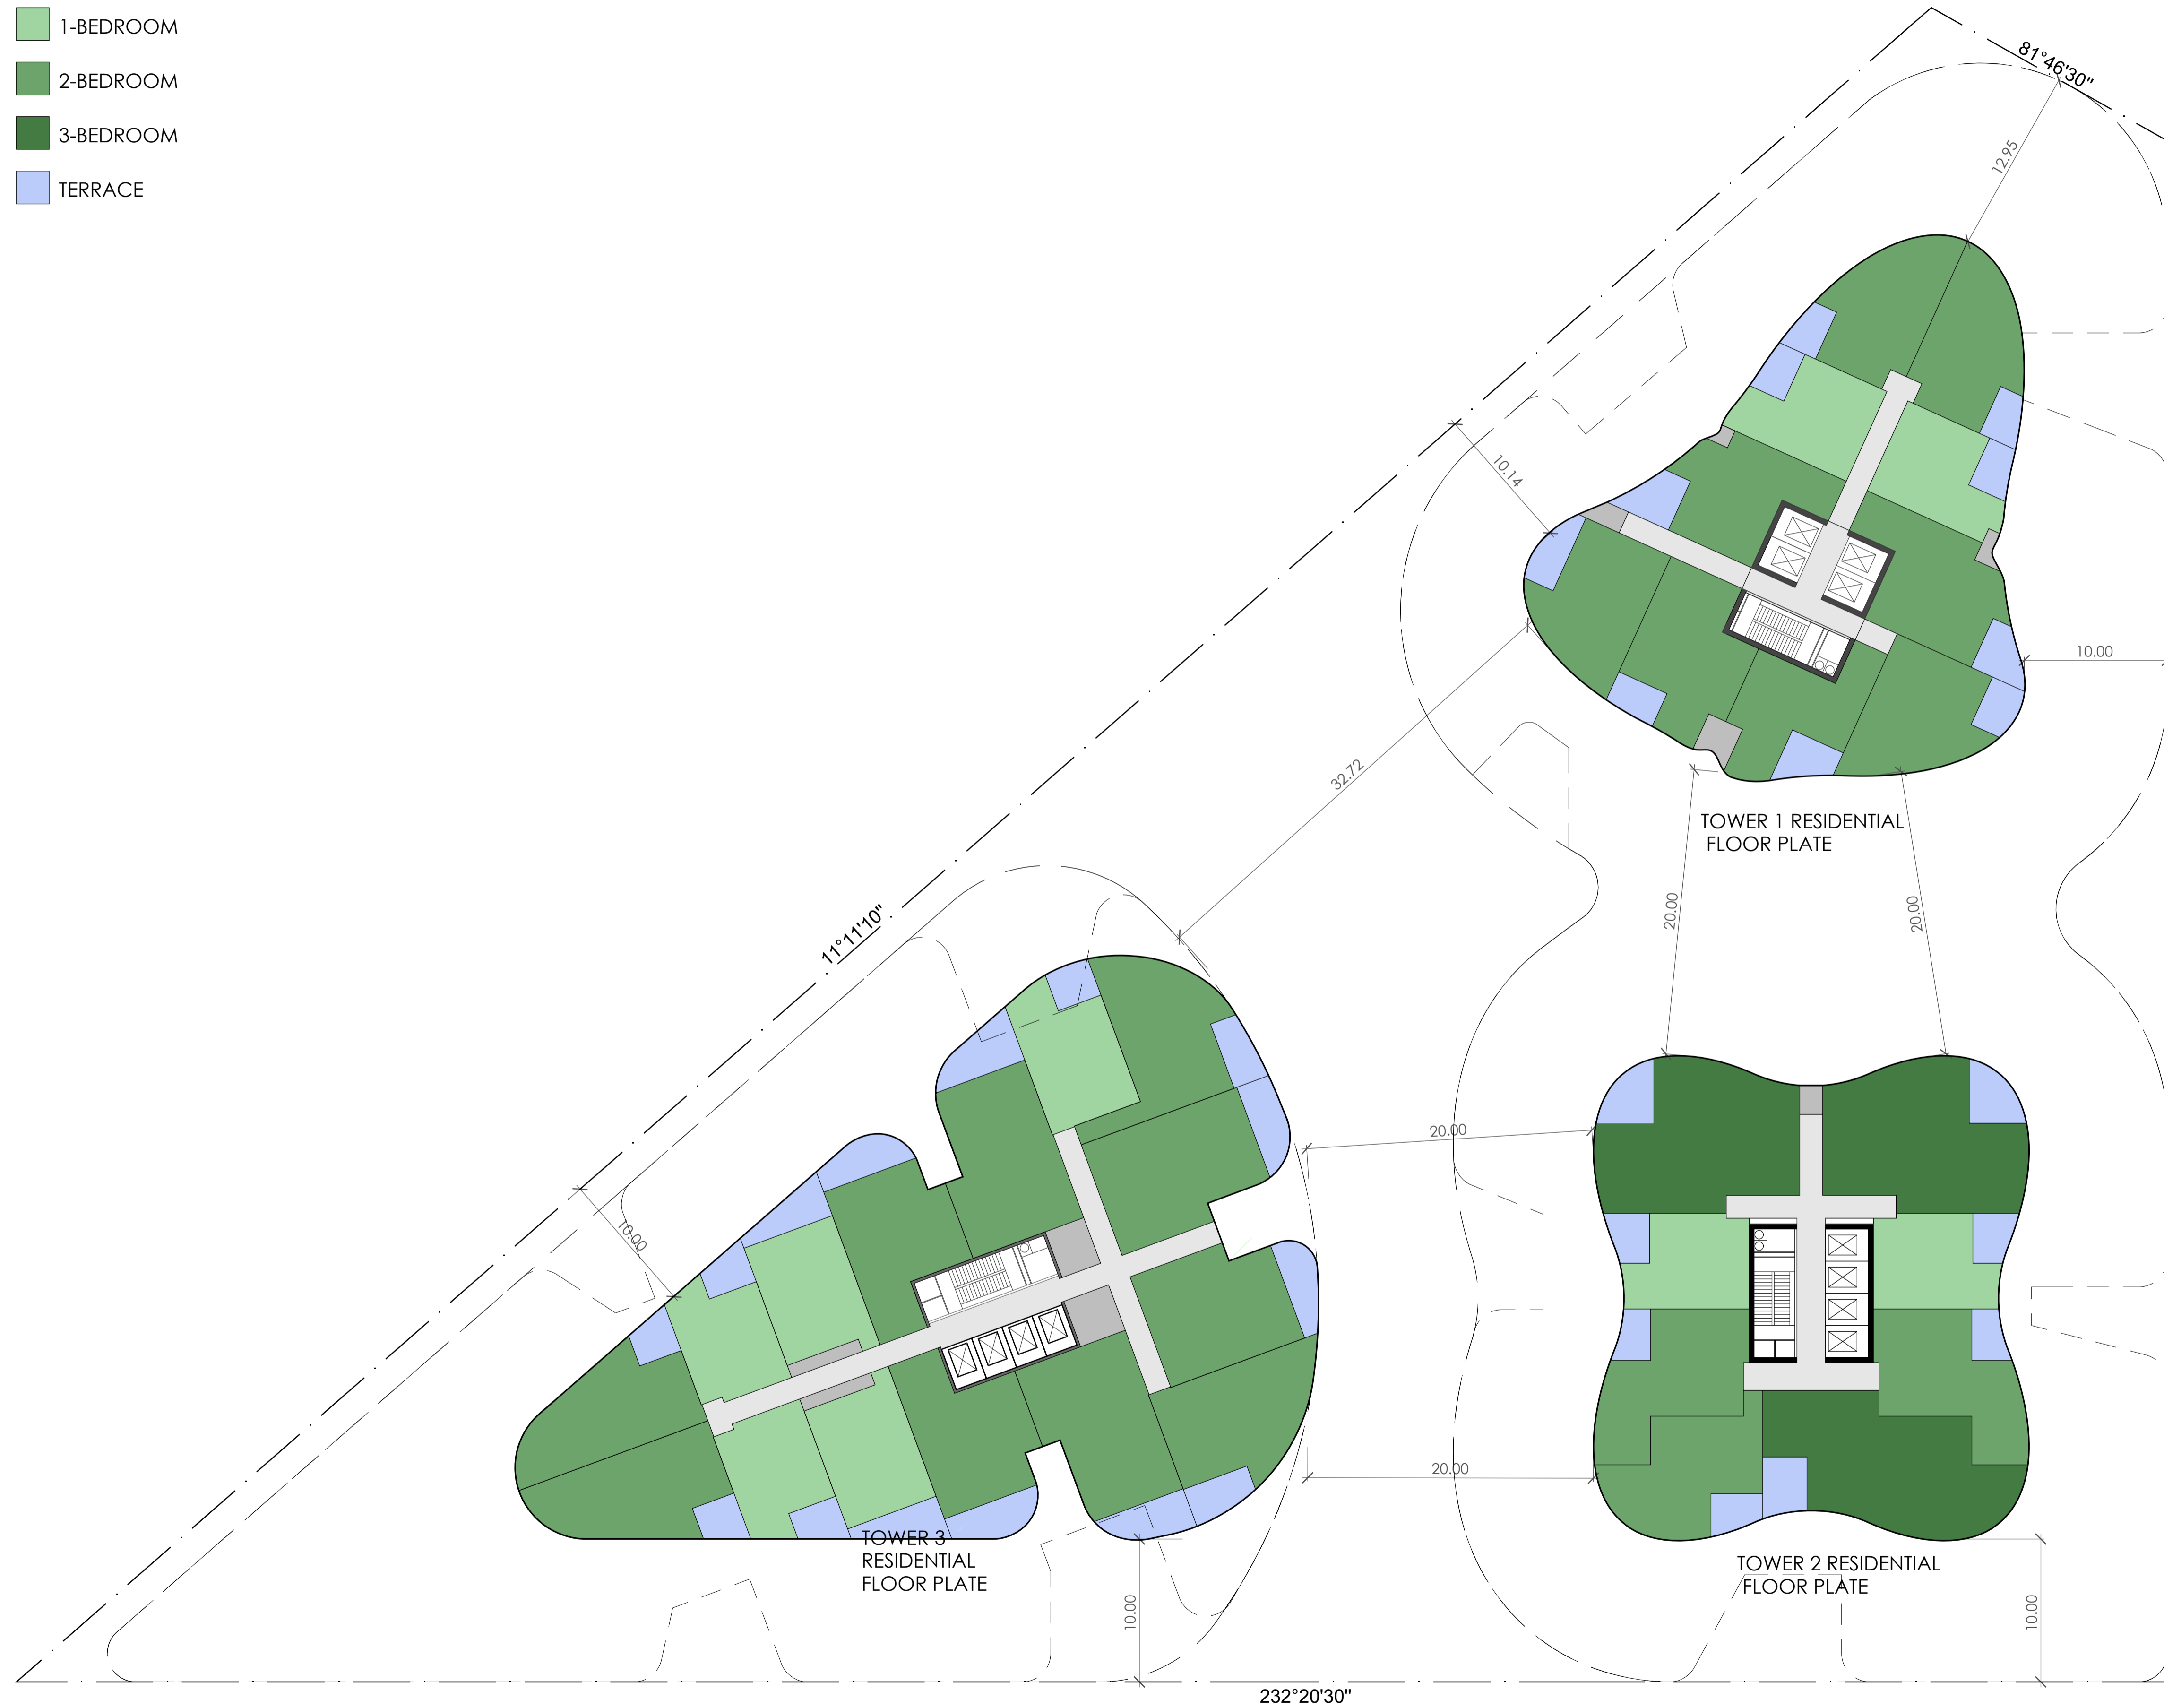 1-BEDROOM
2-BEDROOM
3-BEDROOM
TERRACE
81°46'30"
12.95
10.14
10.00
32.72
TOWER 1 RESIDENTIAL
FLOOR PLATE
20.00
20.00
11°11'10"
10.00
20.00
20.00
TOWER 3
RESIDENTIAL
FLOOR PLATE
TOWER 2 RESIDENTIAL
FLOOR PLATE
10.00
10.00
232°20'30"